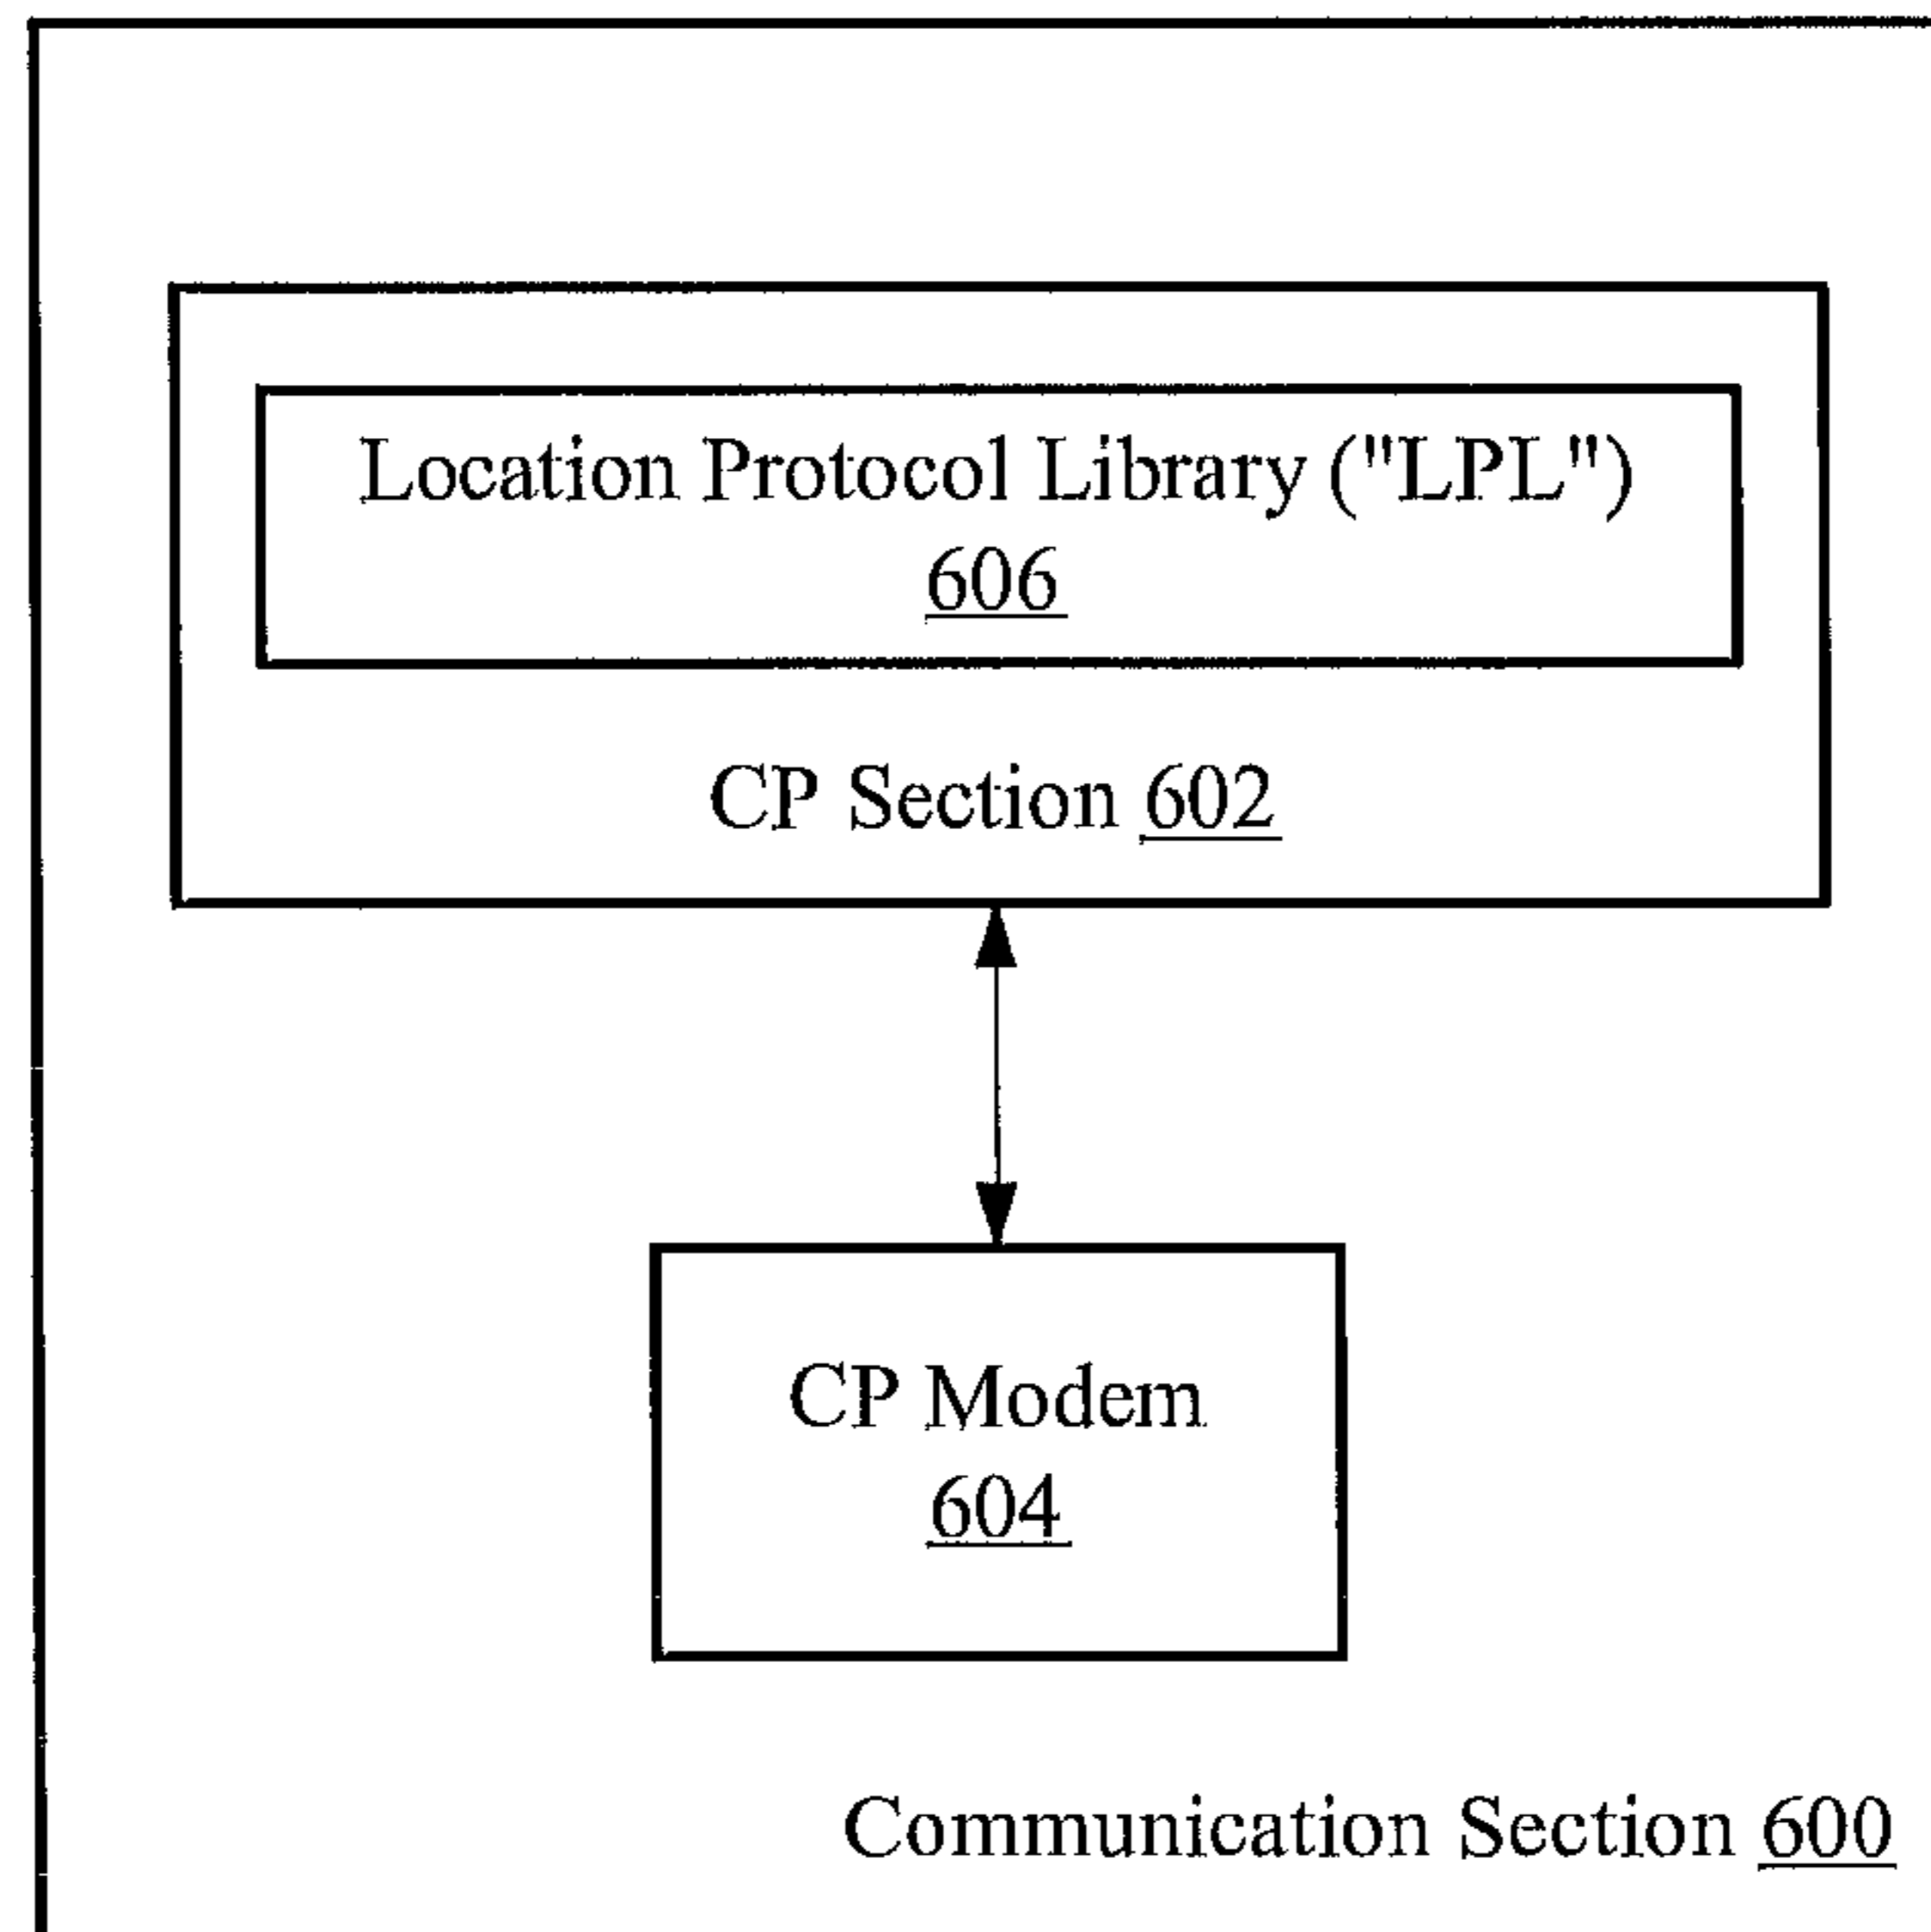 Location Protocol Library ("LPL")
606
CP Section 602
CP Modem
604
Communication Section 600